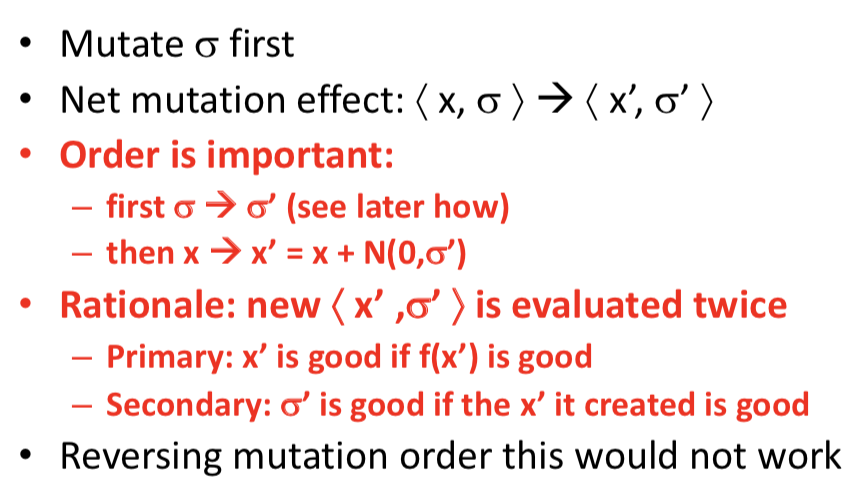 • Mutate σ first
• Net mutation effect: ⟨ x, σ ⟩ → ⟨ x’, σ’ ⟩
• Order is important:
– first σ → σ’ (see later how)
– then x → x’ = x + N(0,σ’)
• Rationale: new ⟨ x’ ,σ’ ⟩ is evaluated twice
– Primary: x’ is good if f(x’) is good
– Secondary: σ’ is good if the x’ it created is good
• Reversing mutation order this would not work